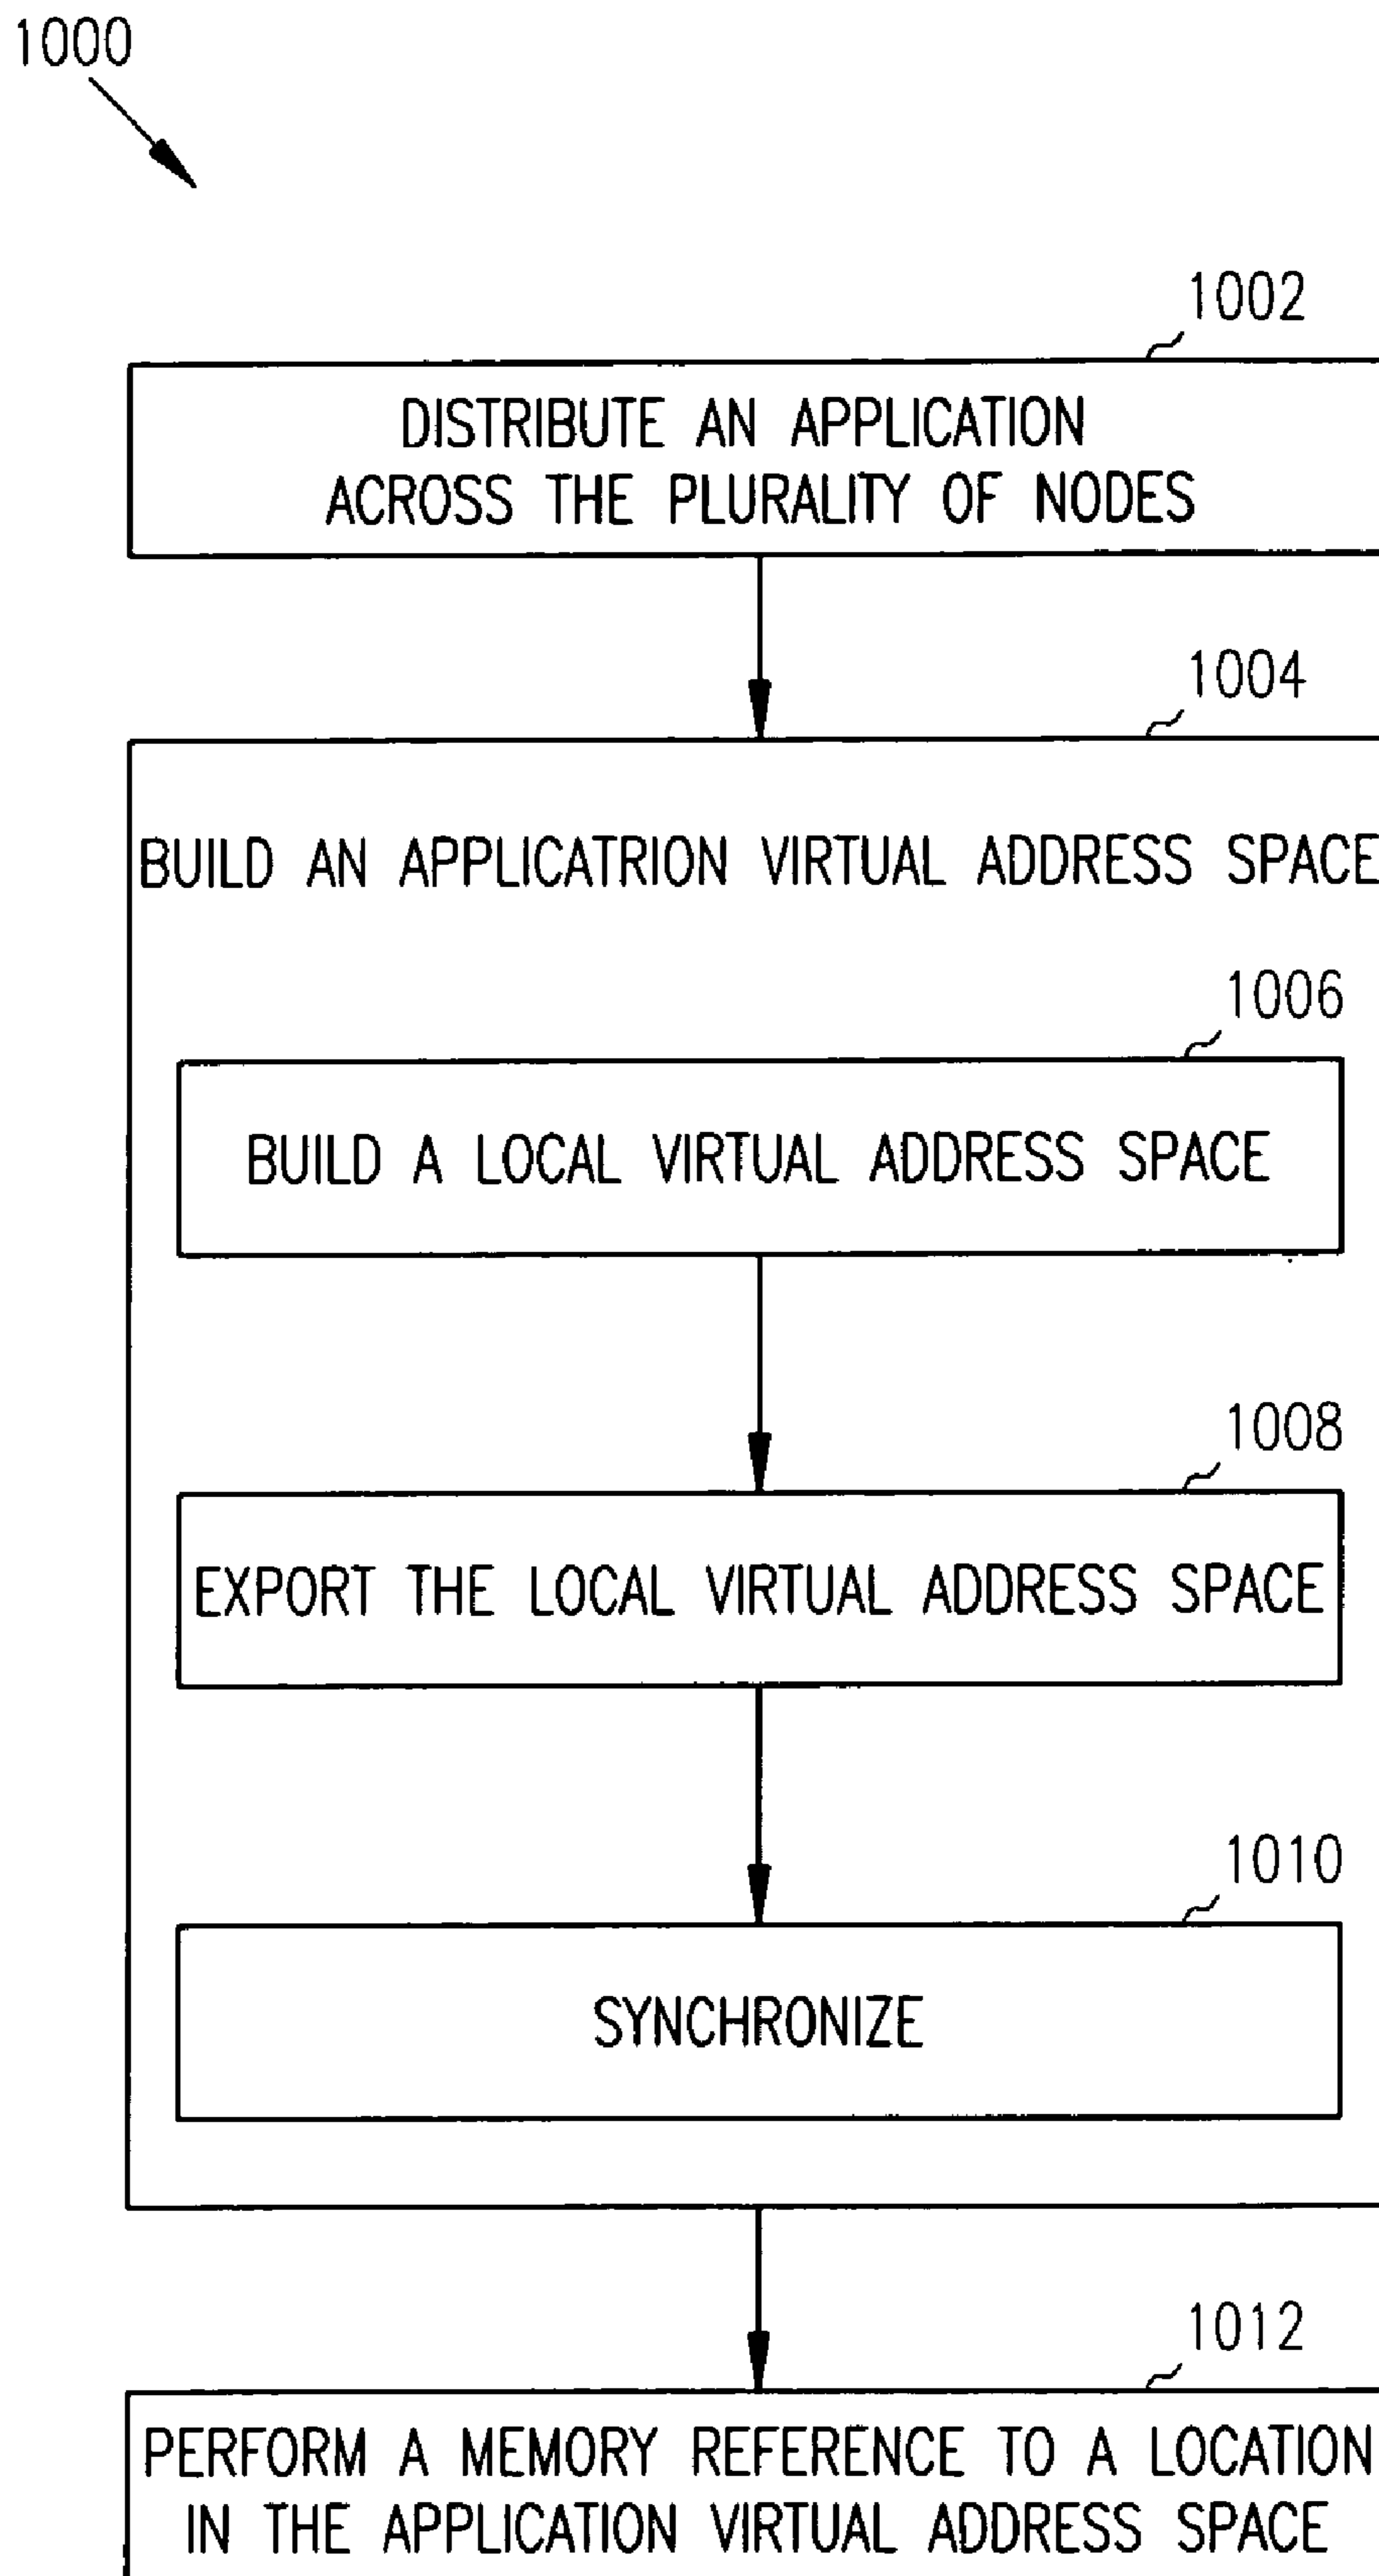 1000
1002
DISTRIBUTE AN APPLICATION
ACROSS THE PLURALITY OF NODES
1004
BUILD AN APPLICATRION VIRTUAL ADDRESS SPACE
1006
BUILD A LOCAL VIRTUAL ADDRESS SPACE
1008
EXPORT THE LOCAL VIRTUAL ADDRESS SPACE
1010
SYNCHRONIZE
1012
PERFORM A MEMORY REFERENCE TO A LOCATION
IN THE APPLICATION VIRTUAL ADDRESS SPACE